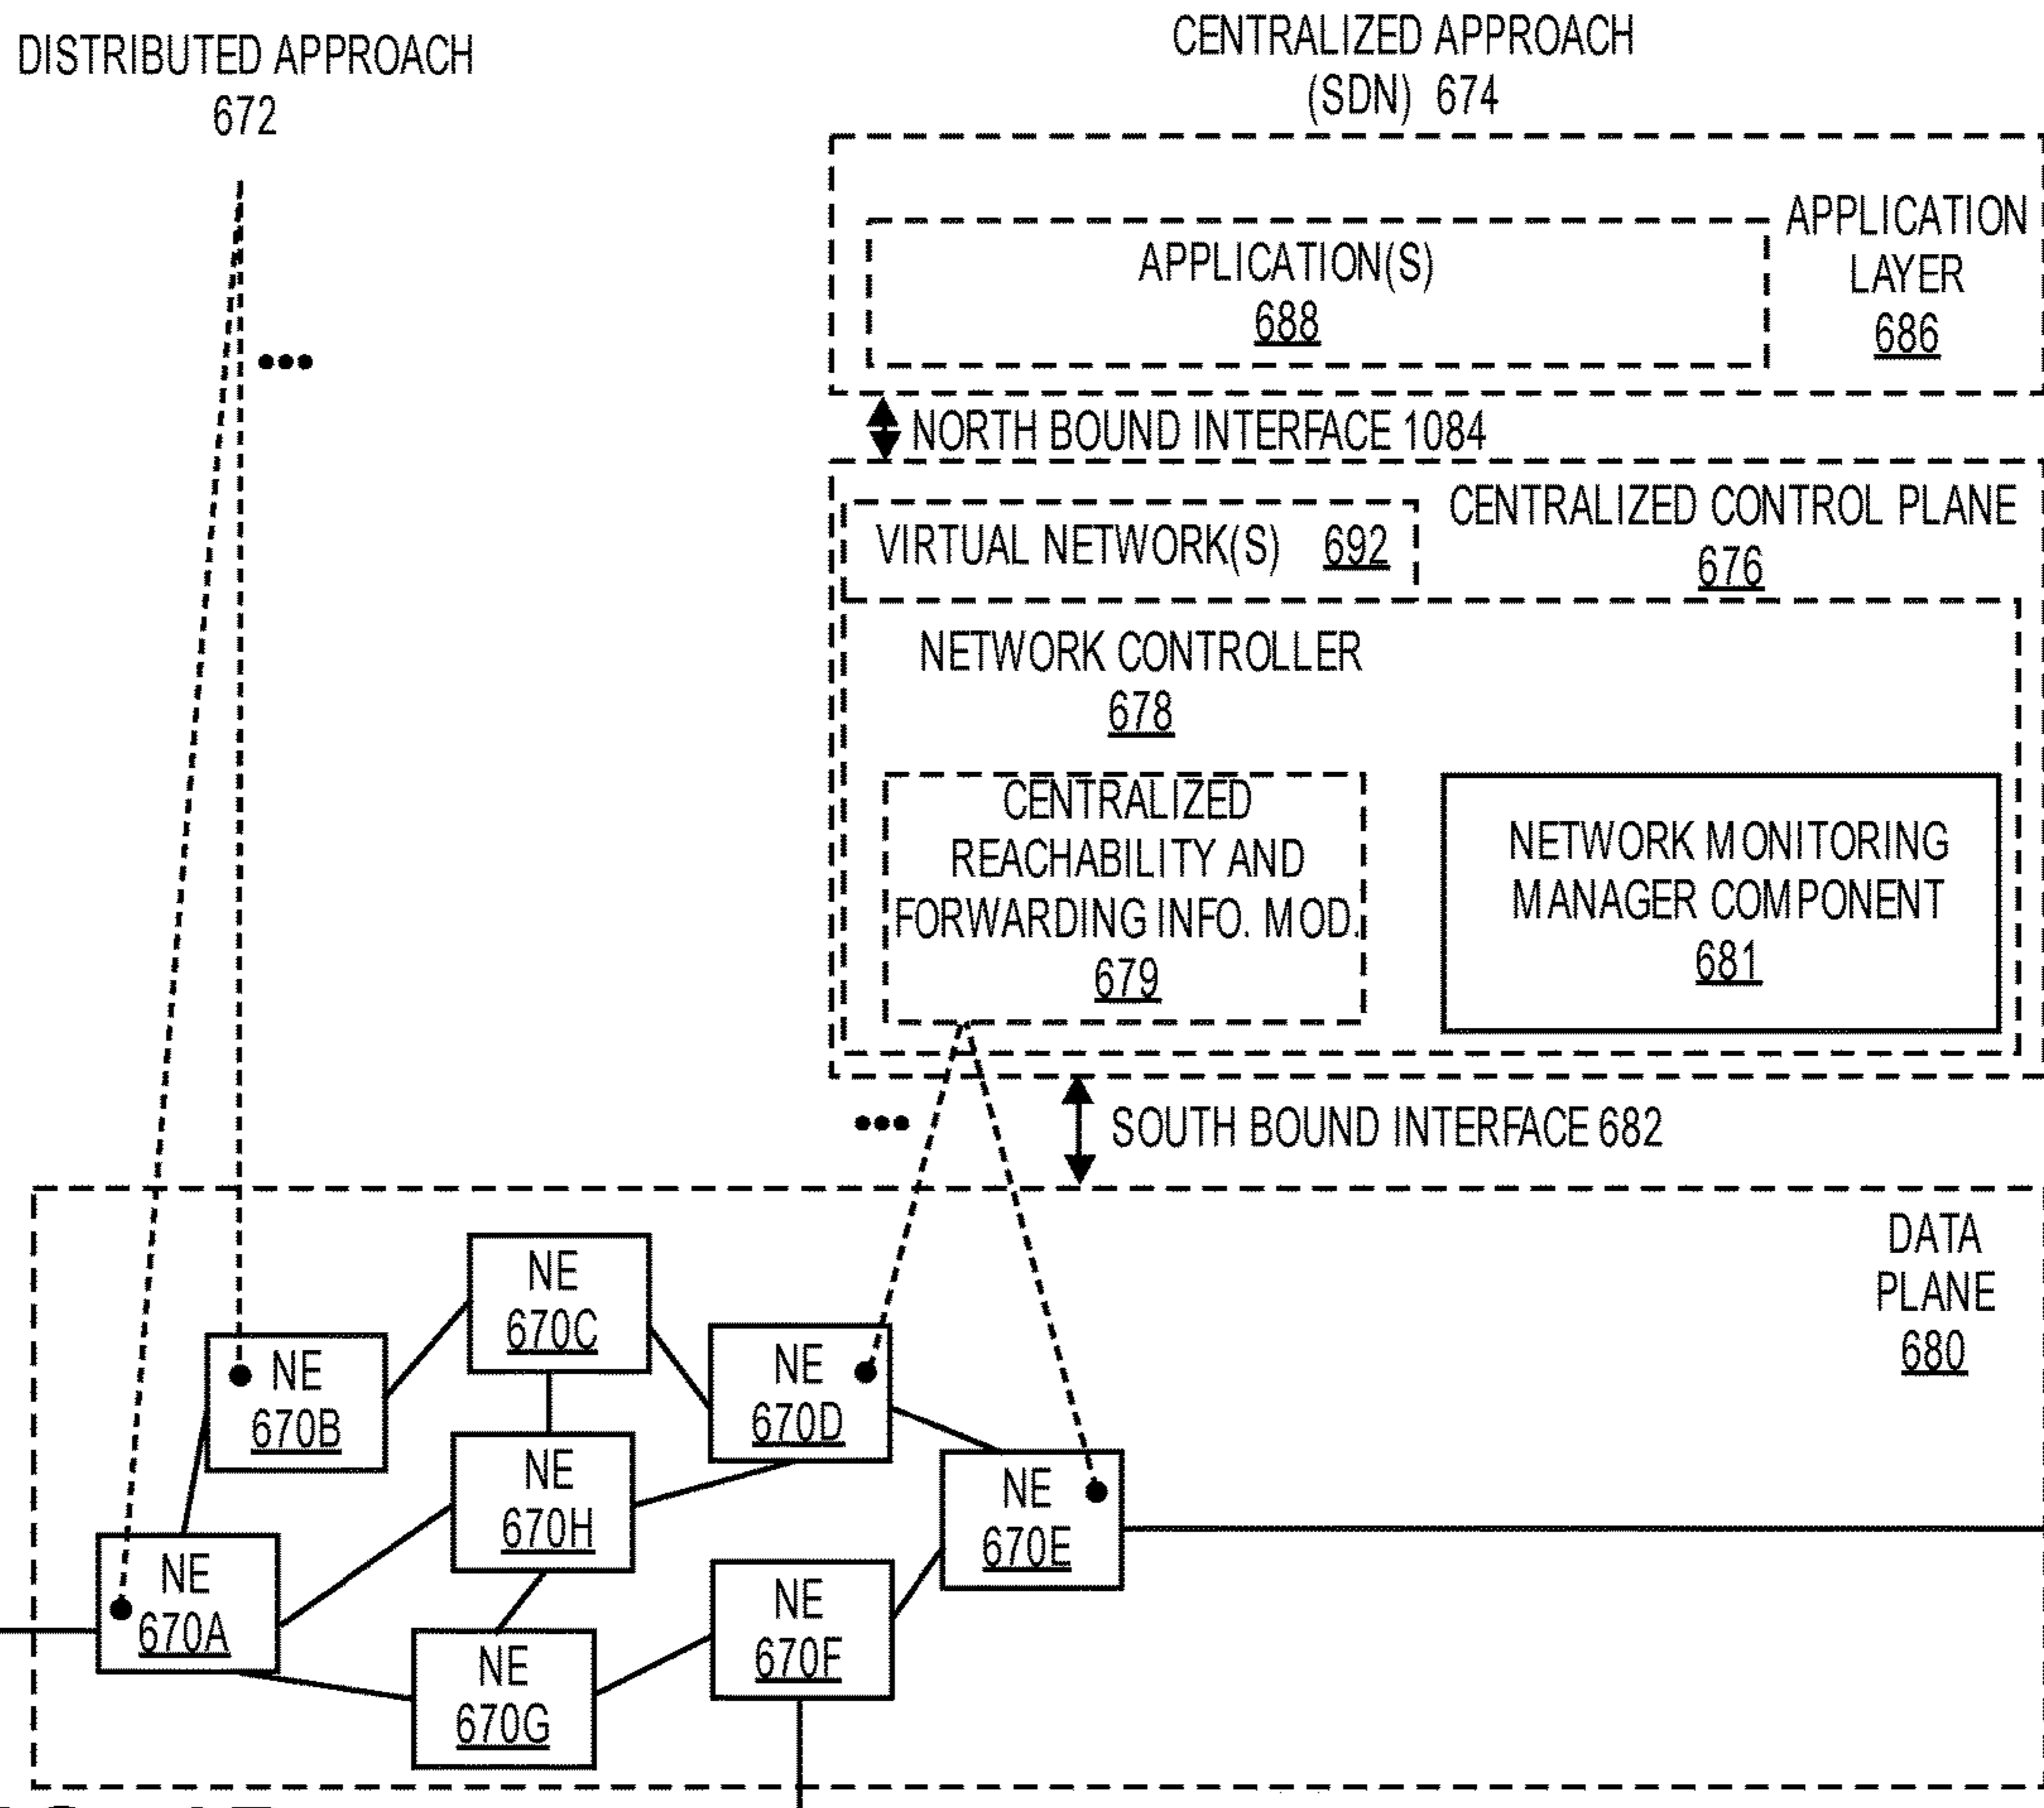 DISTRIBUTED APPROACH
672
CENTRALIZED APPROACH
(SDN) 674
APPLICATION(S)
688
APPLICATION
LAYER
686
NORTH BOUND INTERFACE 1084
VIRTUAL NETWORK(S) 692
CENTRALIZED CONTROL PLANE
676
NETWORK CONTROLLER
678
CENTRALIZED
REACHABILITY AND
FORWARDING INFO. MOD.
679
NETWORK MONITORING
MANAGER COMPONENT
681
SOUTH BOUND INTERFACE 682
DATA
PLANE
680
NE
670C
NE
670B
NE
670D
NE
670H
NE
670E
NE
670A
NE
670F
NE
670G